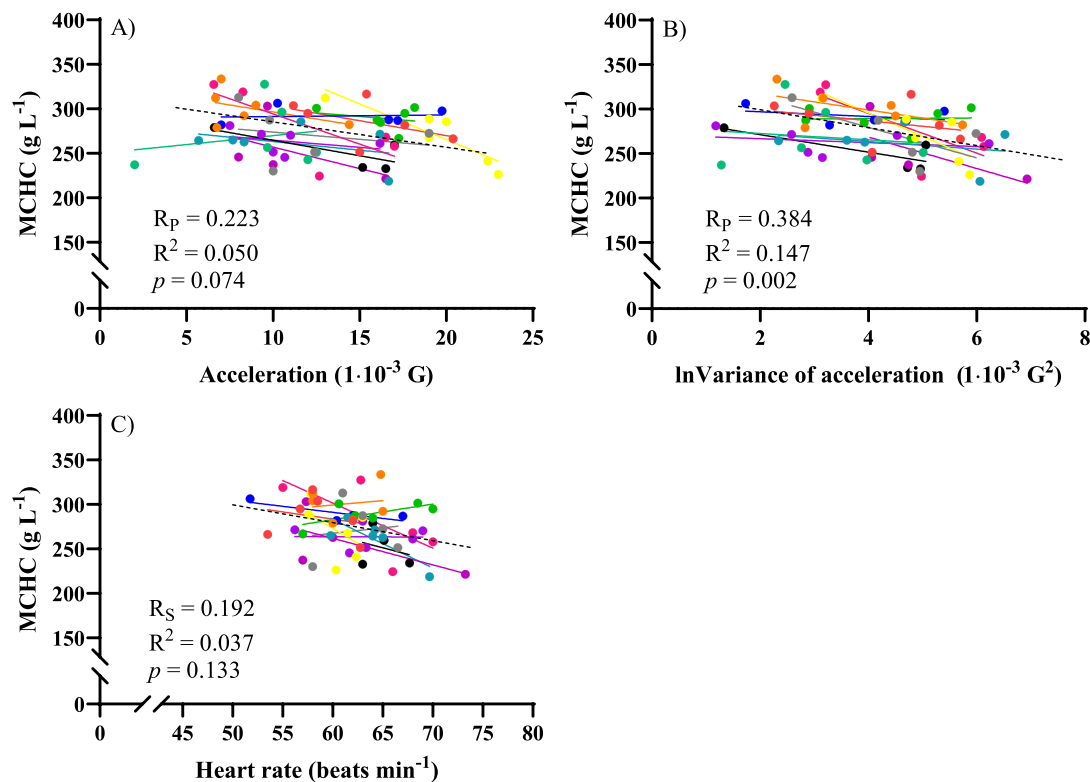 A)
MCHC (g L⁻¹)
400
350
300
250
200
150
0
R_P = 0.223
R² = 0.050
p = 0.074
0 5 10 15 20 25
Acceleration (1·10⁻³ G)
B)
MCHC (g L⁻¹)
400
350
300
250
200
150
0
R_P = 0.384
R² = 0.147
p = 0.002
0 2 4 6 8
lnVariance of acceleration (1·10⁻³ G²)
C)
MCHC (g L⁻¹)
400
350
300
250
200
150
0
R_S = 0.192
R² = 0.037
p = 0.133
0 45 50 55 60 65 70 75 80
Heart rate (beats min⁻¹)